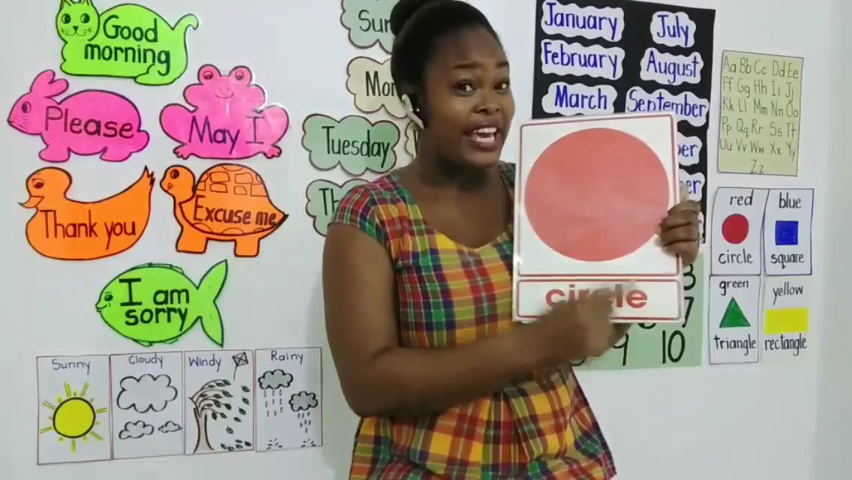 Good
morning
Please
May I
Thank you
Excuse me
I am
sorry
Sunny
Cloudy
Windy
Rainy
Tuesday
January
February
March
July
August
September
Aa Bb Cc Dd Ee
Ff Gg Hh Ii Jj
Kk Ll Mm Nn Oo
Pp Qq Rr Ss Tt
Uu Vv Ww Xx Yy
Zz
circle
red
circle
blue
square
green
triangle
yellow
rectangle
9 10